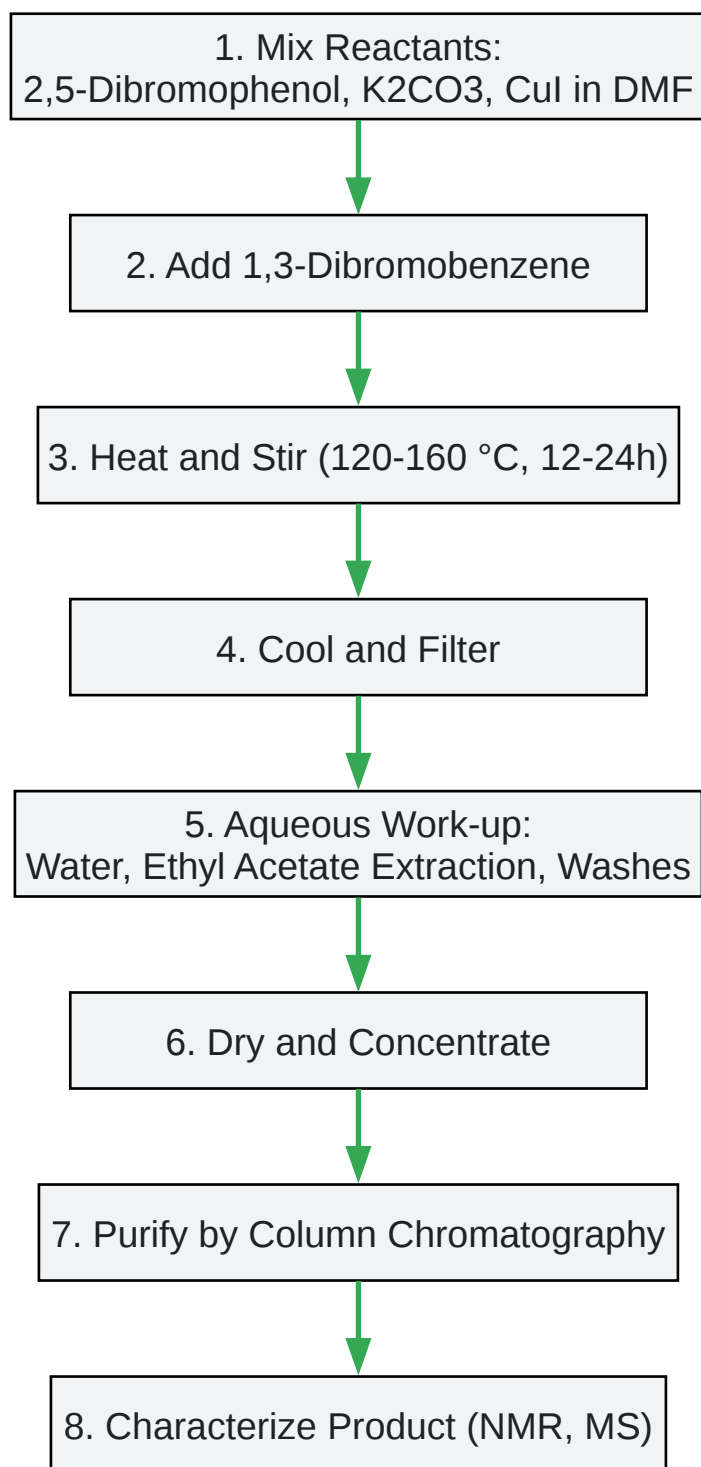 1. Mix Reactants:
2,5-Dibromophenol, K2CO3, CuI in DMF
2. Add 1,3-Dibromobenzene
3. Heat and Stir (120-160 °C, 12-24h)
4. Cool and Filter
5. Aqueous Work-up:
Water, Ethyl Acetate Extraction, Washes
6. Dry and Concentrate
7. Purify by Column Chromatography
8. Characterize Product (NMR, MS)